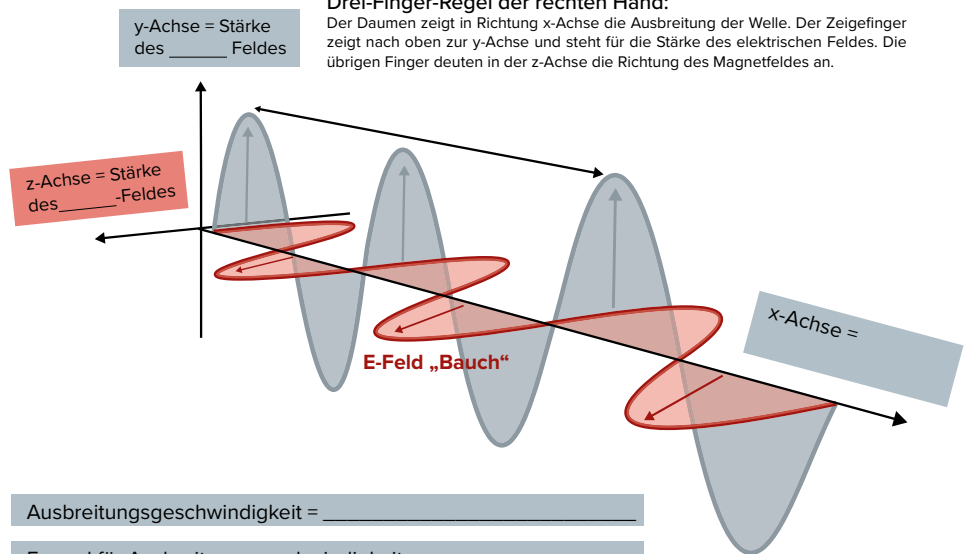 Drei-Finger-Regel der rechten Hand:
Der Daumen zeigt in Richtung x-Achse die Ausbreitung der Welle. Der Zeigefinger
zeigt nach oben zur y-Achse und steht für die Stärke des elektrischen Feldes. Die
übrigen Finger deuten in der z-Achse die Richtung des Magnetfeldes an.
y-Achse = Stärke
des ______ Feldes
z-Achse = Stärke
des______-Feldes
x-Achse =
E-Feld „Bauch“
Ausbreitungsgeschwindigkeit = __________________________